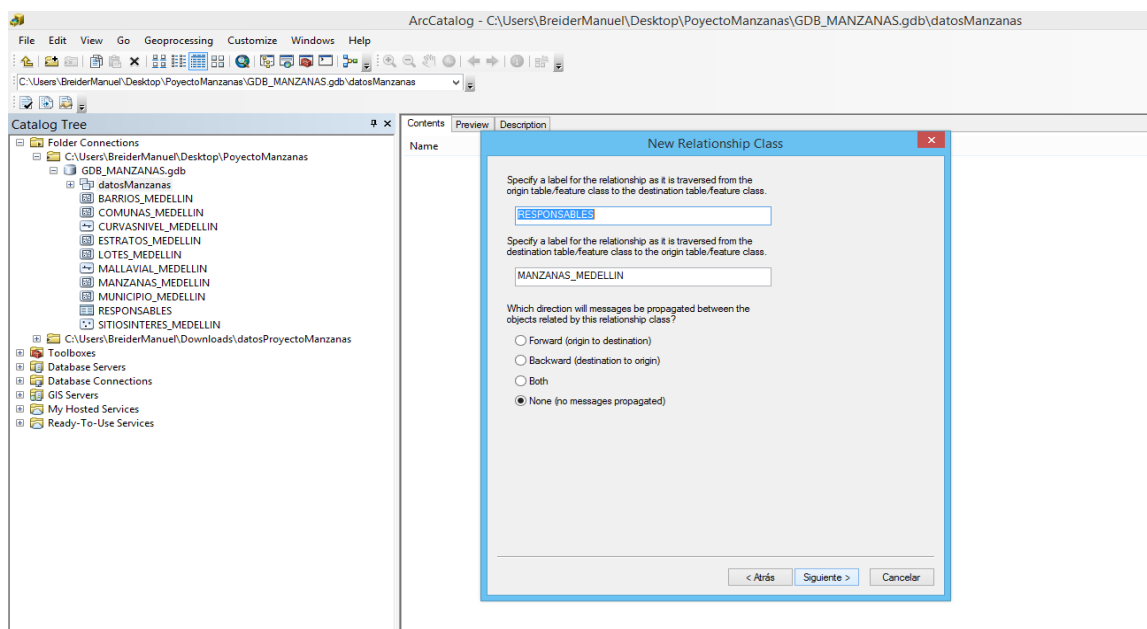 ArcCatalog - C:\Users\BreiderManuel\Desktop\PoyectoManzanas\GDB_MANZANAS.gdb\datosManzanas
File Edit View Go Geoprocessing Customize Windows Help
C:\Users\BreiderManuel\Desktop\PoyectoManzanas\GDB_MANZANAS.gdb\datosManzanas
Catalog Tree
Folder Connections
C:\Users\BreiderManuel\Desktop\PoyectoManzanas
GDB_MANZANAS.gdb
datosManzanas
BARRIOS_MEDELLIN
COMUNAS_MEDELLIN
CURVASNIVEL_MEDELLIN
ESTRATOS_MEDELLIN
LOTES_MEDELLIN
MALLAVIAL_MEDELLIN
MANZANAS_MEDELLIN
MUNICIPIO_MEDELLIN
RESPONSABLES
SITIOSINTERES_MEDELLIN
C:\Users\BreiderManuel\Downloads\datosProyectoManzanas
Toolboxes
Database Servers
Database Connections
GIS Servers
My Hosted Services
Ready-To-Use Services
Contents Preview Description
Name
New Relationship Class
Specify a label for the relationship as it is traversed from the
origin table/feature class to the destination table/feature class.
RESPONSABLES
Specify a label for the relationship as it is traversed from the
destination table/feature class to the origin table/feature class.
MANZANAS_MEDELLIN
Which direction will messages be propagated between the
objects related by this relationship class?
Forward (origin to destination)
Backward (destination to origin)
Both
None (no messages propagated)
< Atrás Siguiente > Cancelar